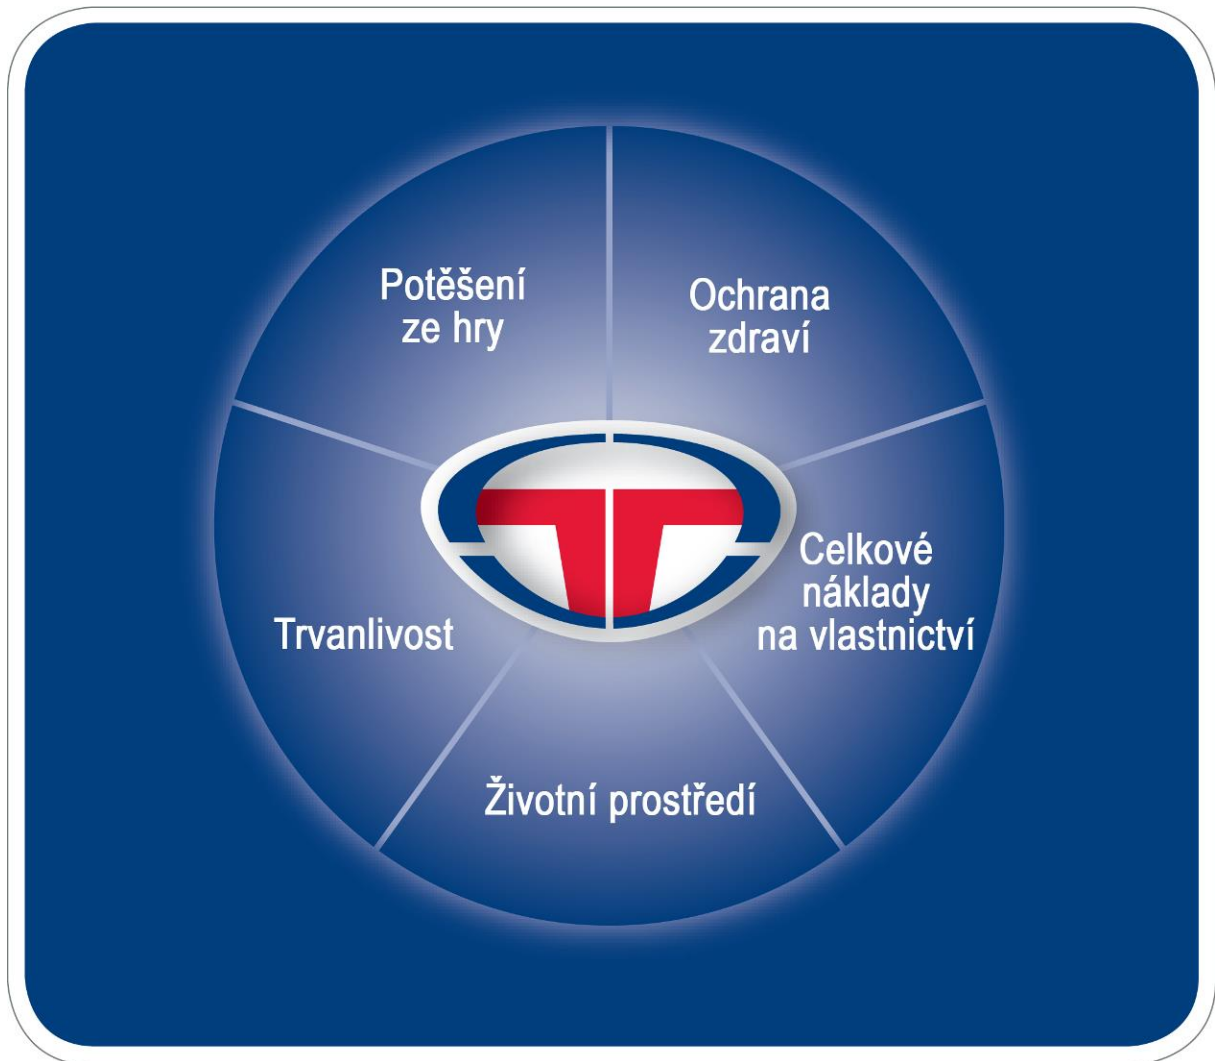 Potěšení
ze hry
Ochrana
zdraví
Celkové
náklady
na vlastnictví
Trvanlivost
Životní prostředí